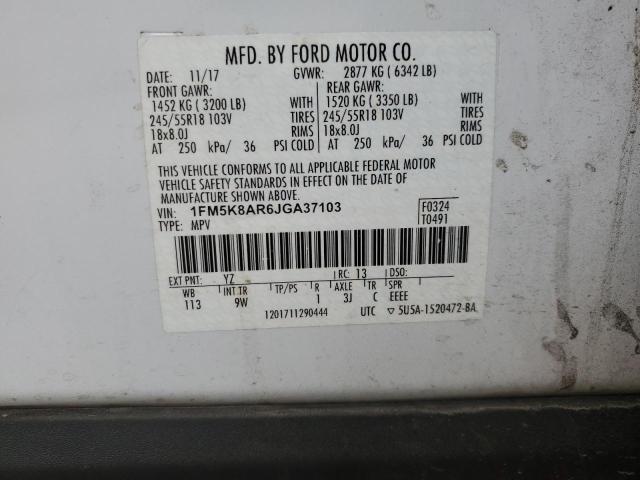 MFD. BY FORD MOTOR CO.
DATE: 11/17 GVWR: 2877 KG ( 6342 LB)
FRONT GAWR: REAR GAWR:
1452 KG ( 3200 LB) WITH 1520 KG ( 3350 LB) WITH
245/55R18 103V TIRES 245/55R18 103V TIRES
18x8.0J RIMS 18x8.0J RIMS
AT 250 kPa/ 36 PSI COLD AT 250 kPa/ 36 PSI COLD
THIS VEHICLE CONFORMS TO ALL APPLICABLE FEDERAL MOTOR
VEHICLE SAFETY STANDARDS IN EFFECT ON THE DATE OF
MANUFACTURE SHOWN ABOVE.
VIN: 1FM5K8AR6JGA37103 F0324
TYPE: MPV T0491
EXT PNT: YZ RC: 13 DSO:
WB INT TR TP/PS R AXLE TR SPR
113 9W 1 3J C EEEE
1201711290444 UTC ▽ 5U5A-1520472-BA